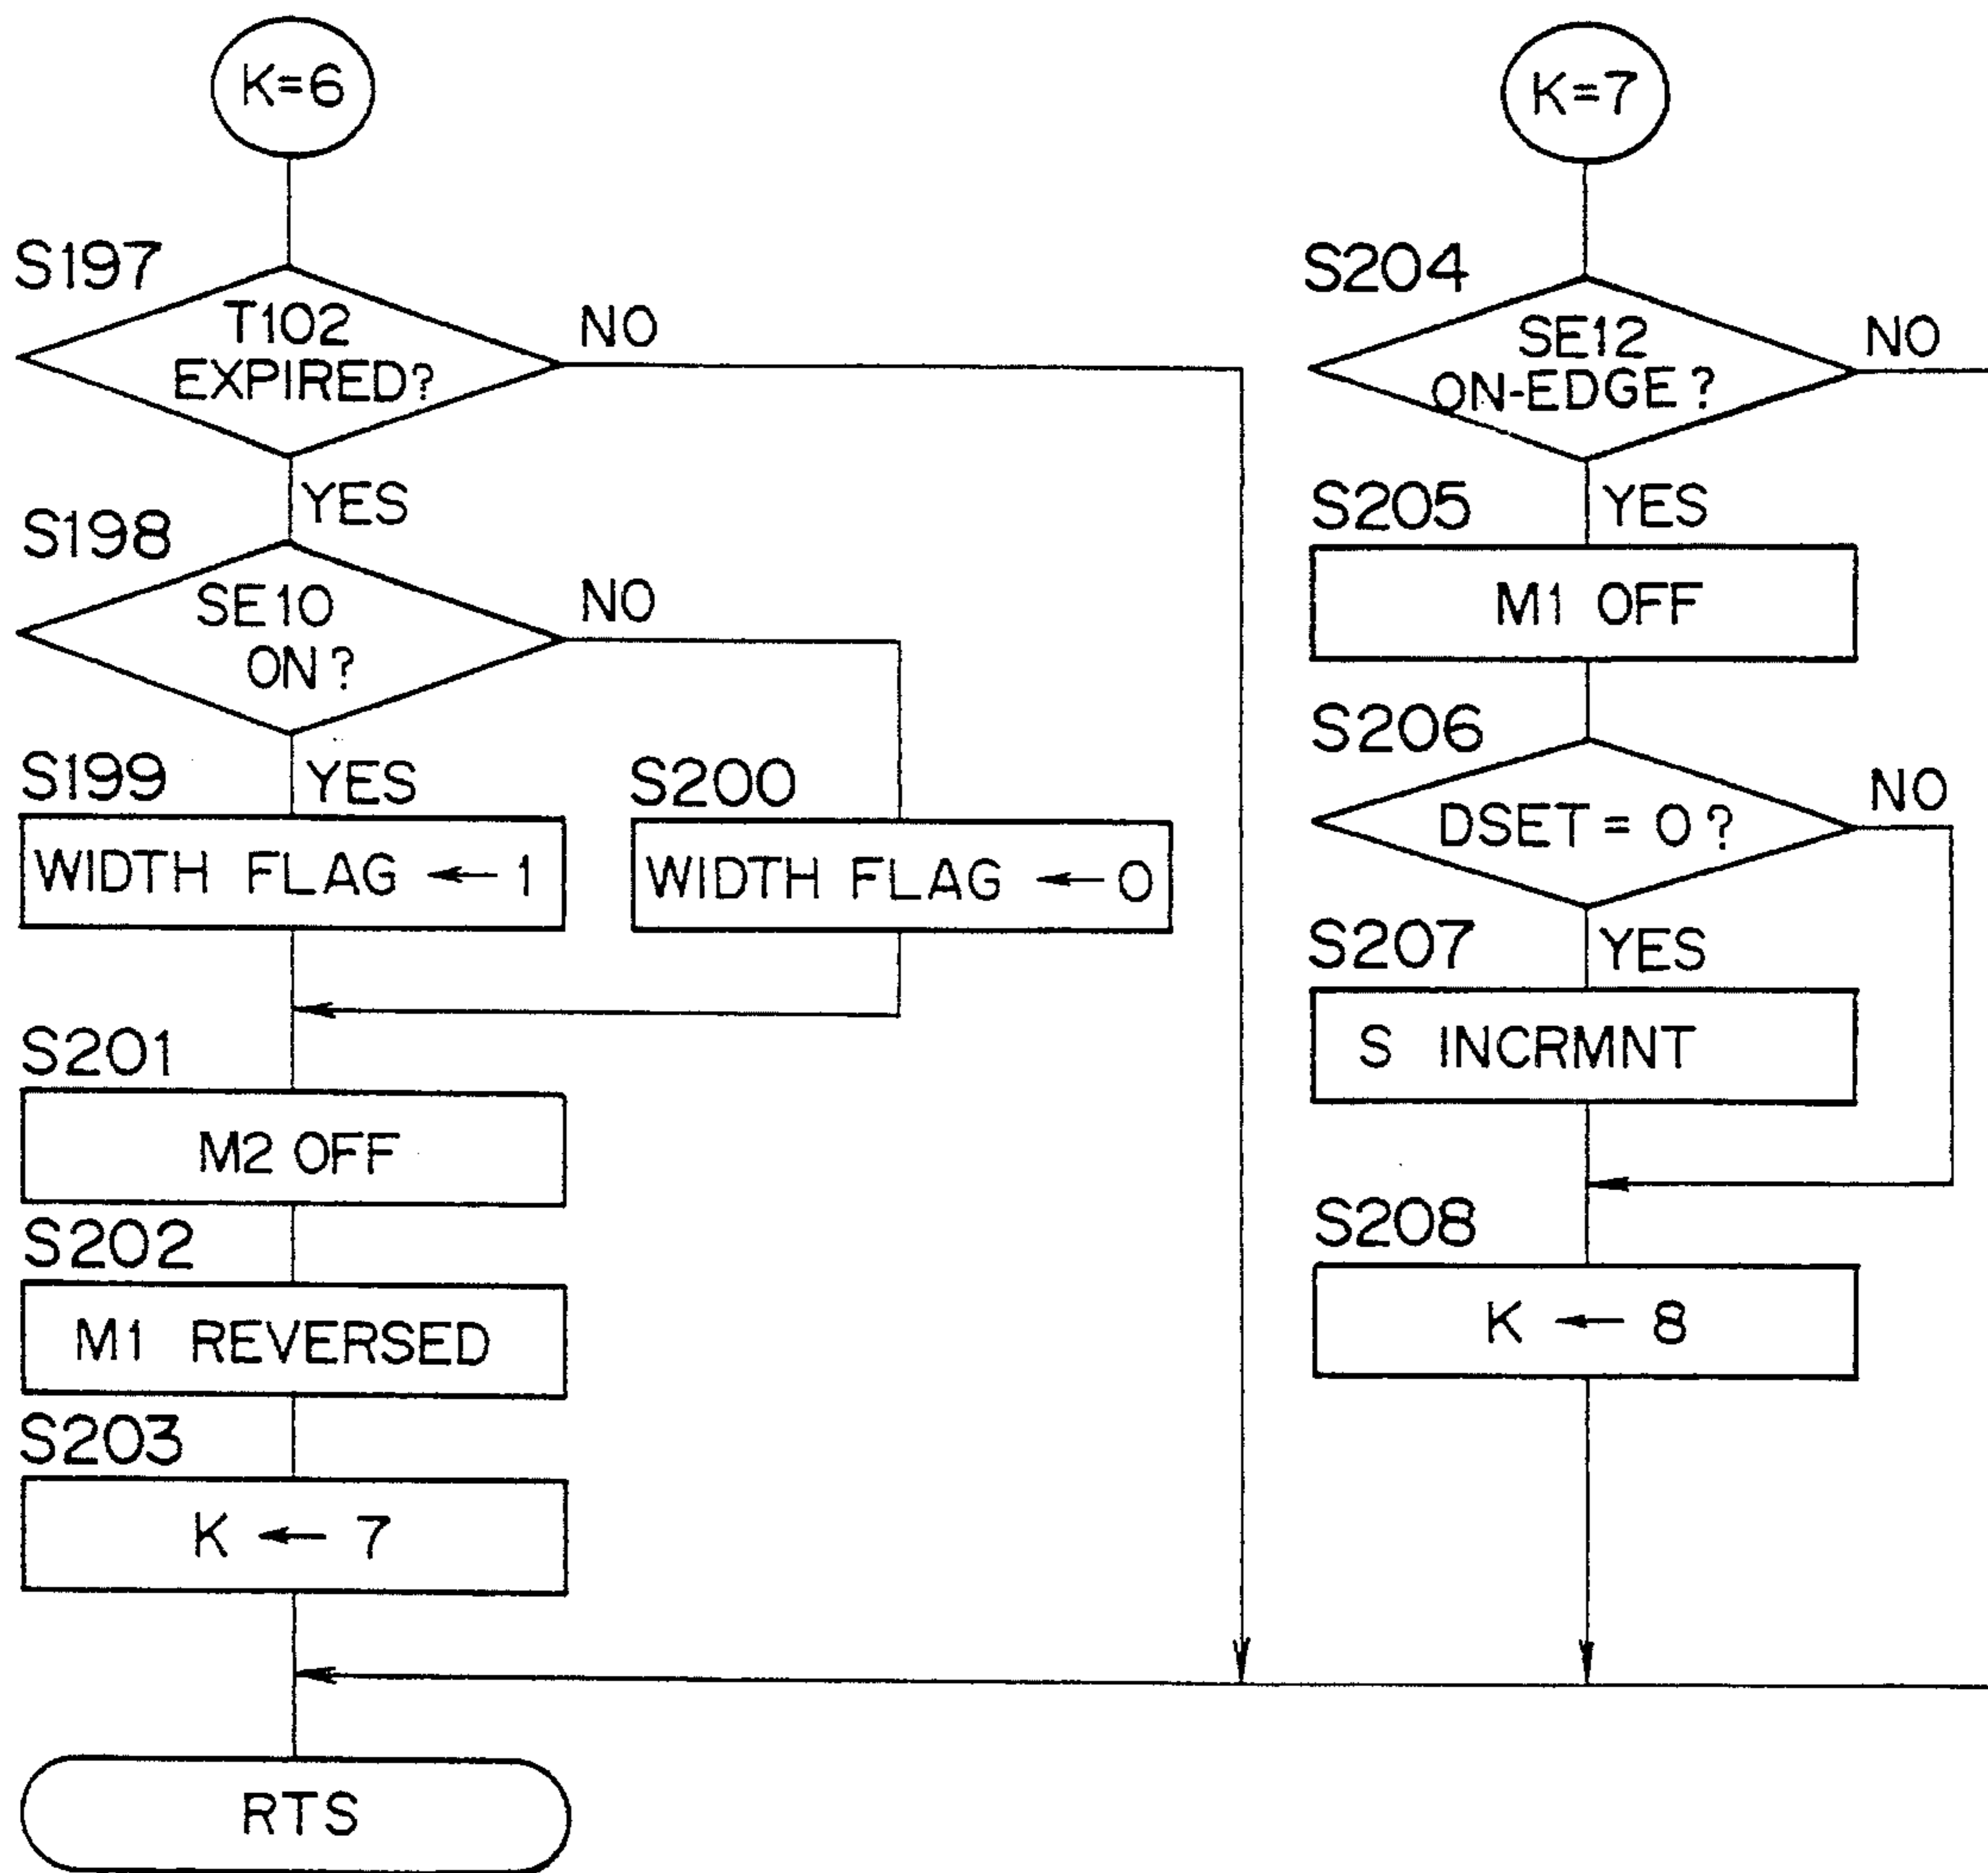 K=6
S197
T102
EXPIRED?
NO
YES
S198
SE10
ON?
NO
S199
YES
WIDTH FLAG ← 1
S200
WIDTH FLAG ← 0
S201
M2 OFF
S202
M1 REVERSED
S203
K ← 7
RTS
K=7
S204
SE12
ON-EDGE?
NO
S205
YES
M1 OFF
S206
DSET = 0?
NO
S207
YES
S INCRMNT
S208
K ← 8